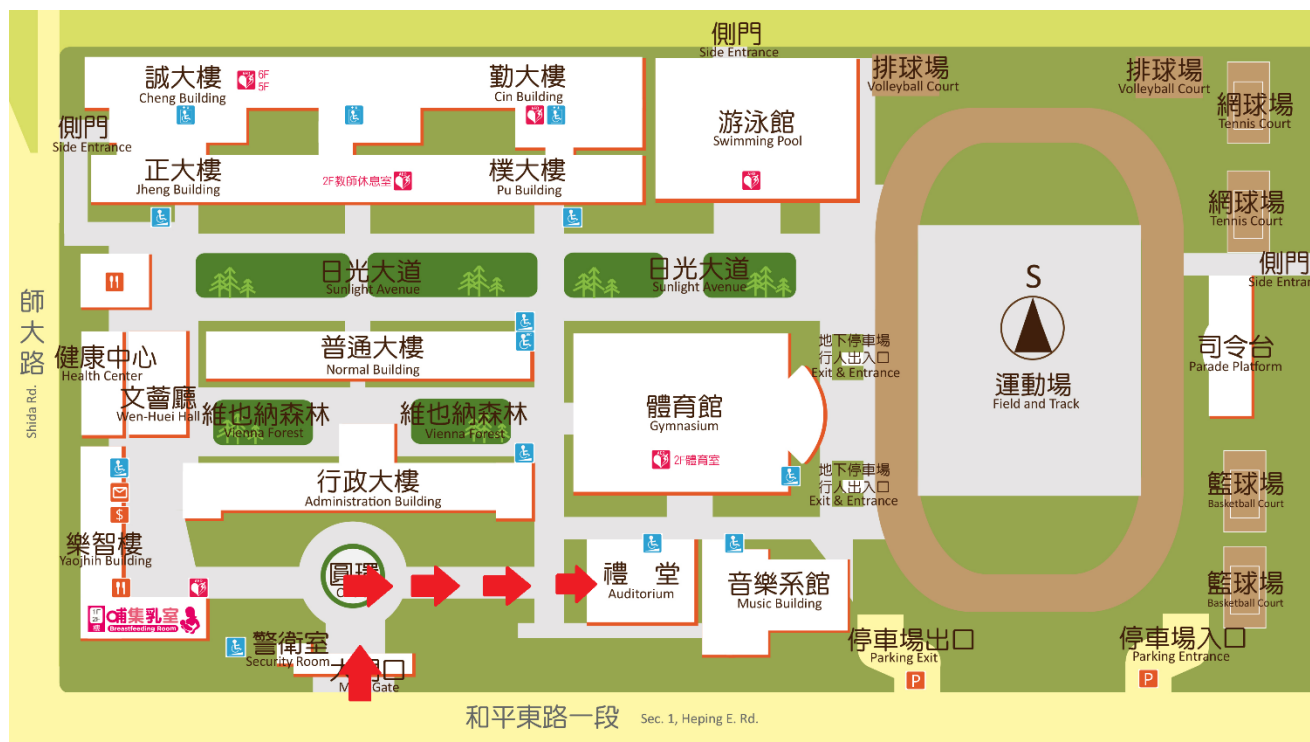 側門
Side Entrance
誠大樓
Cheng Building
6F
5F
勤大樓
Cin Building
排球場
Volleyball Court
排球場
Volleyball Court
網球場
Tennis Court
側門
Side Entrance
游泳館
Swimming Pool
正大樓
Jheng Building
2F教師休息室
樸大樓
Pu Building
網球場
Tennis Court
日光大道
Sunlight Avenue
日光大道
Sunlight Avenue
側門
Side Entran
S
運動場
Field and Track
師大路
Shida Rd.
健康中心
Health Center
文薈廳
Wen-Huei Hall
普通大樓
Normal Building
地下停車場
行人出入口
Exit & Entrance
司令台
Parade Platform
維也納森林
Vienna Forest
維也納森林
Vienna Forest
體育館
Gymnasium
2F體育室
行政大樓
Administration Building
地下停車場
行人出入口
Exit & Entrance
籃球場
Basketball Court
$
樂智樓
Yaojhih Building
圓環
禮 堂
Auditorium
音樂系館
Music Building
籃球場
Basketball Court
1F
2F
哺集乳室
Breastfeeding Room
警衛室
Security Room
口
Gate
停車場出口
Parking Exit
P
停車場入口
Parking Entrance
P
和平東路一段 Sec. 1, Heping E. Rd.